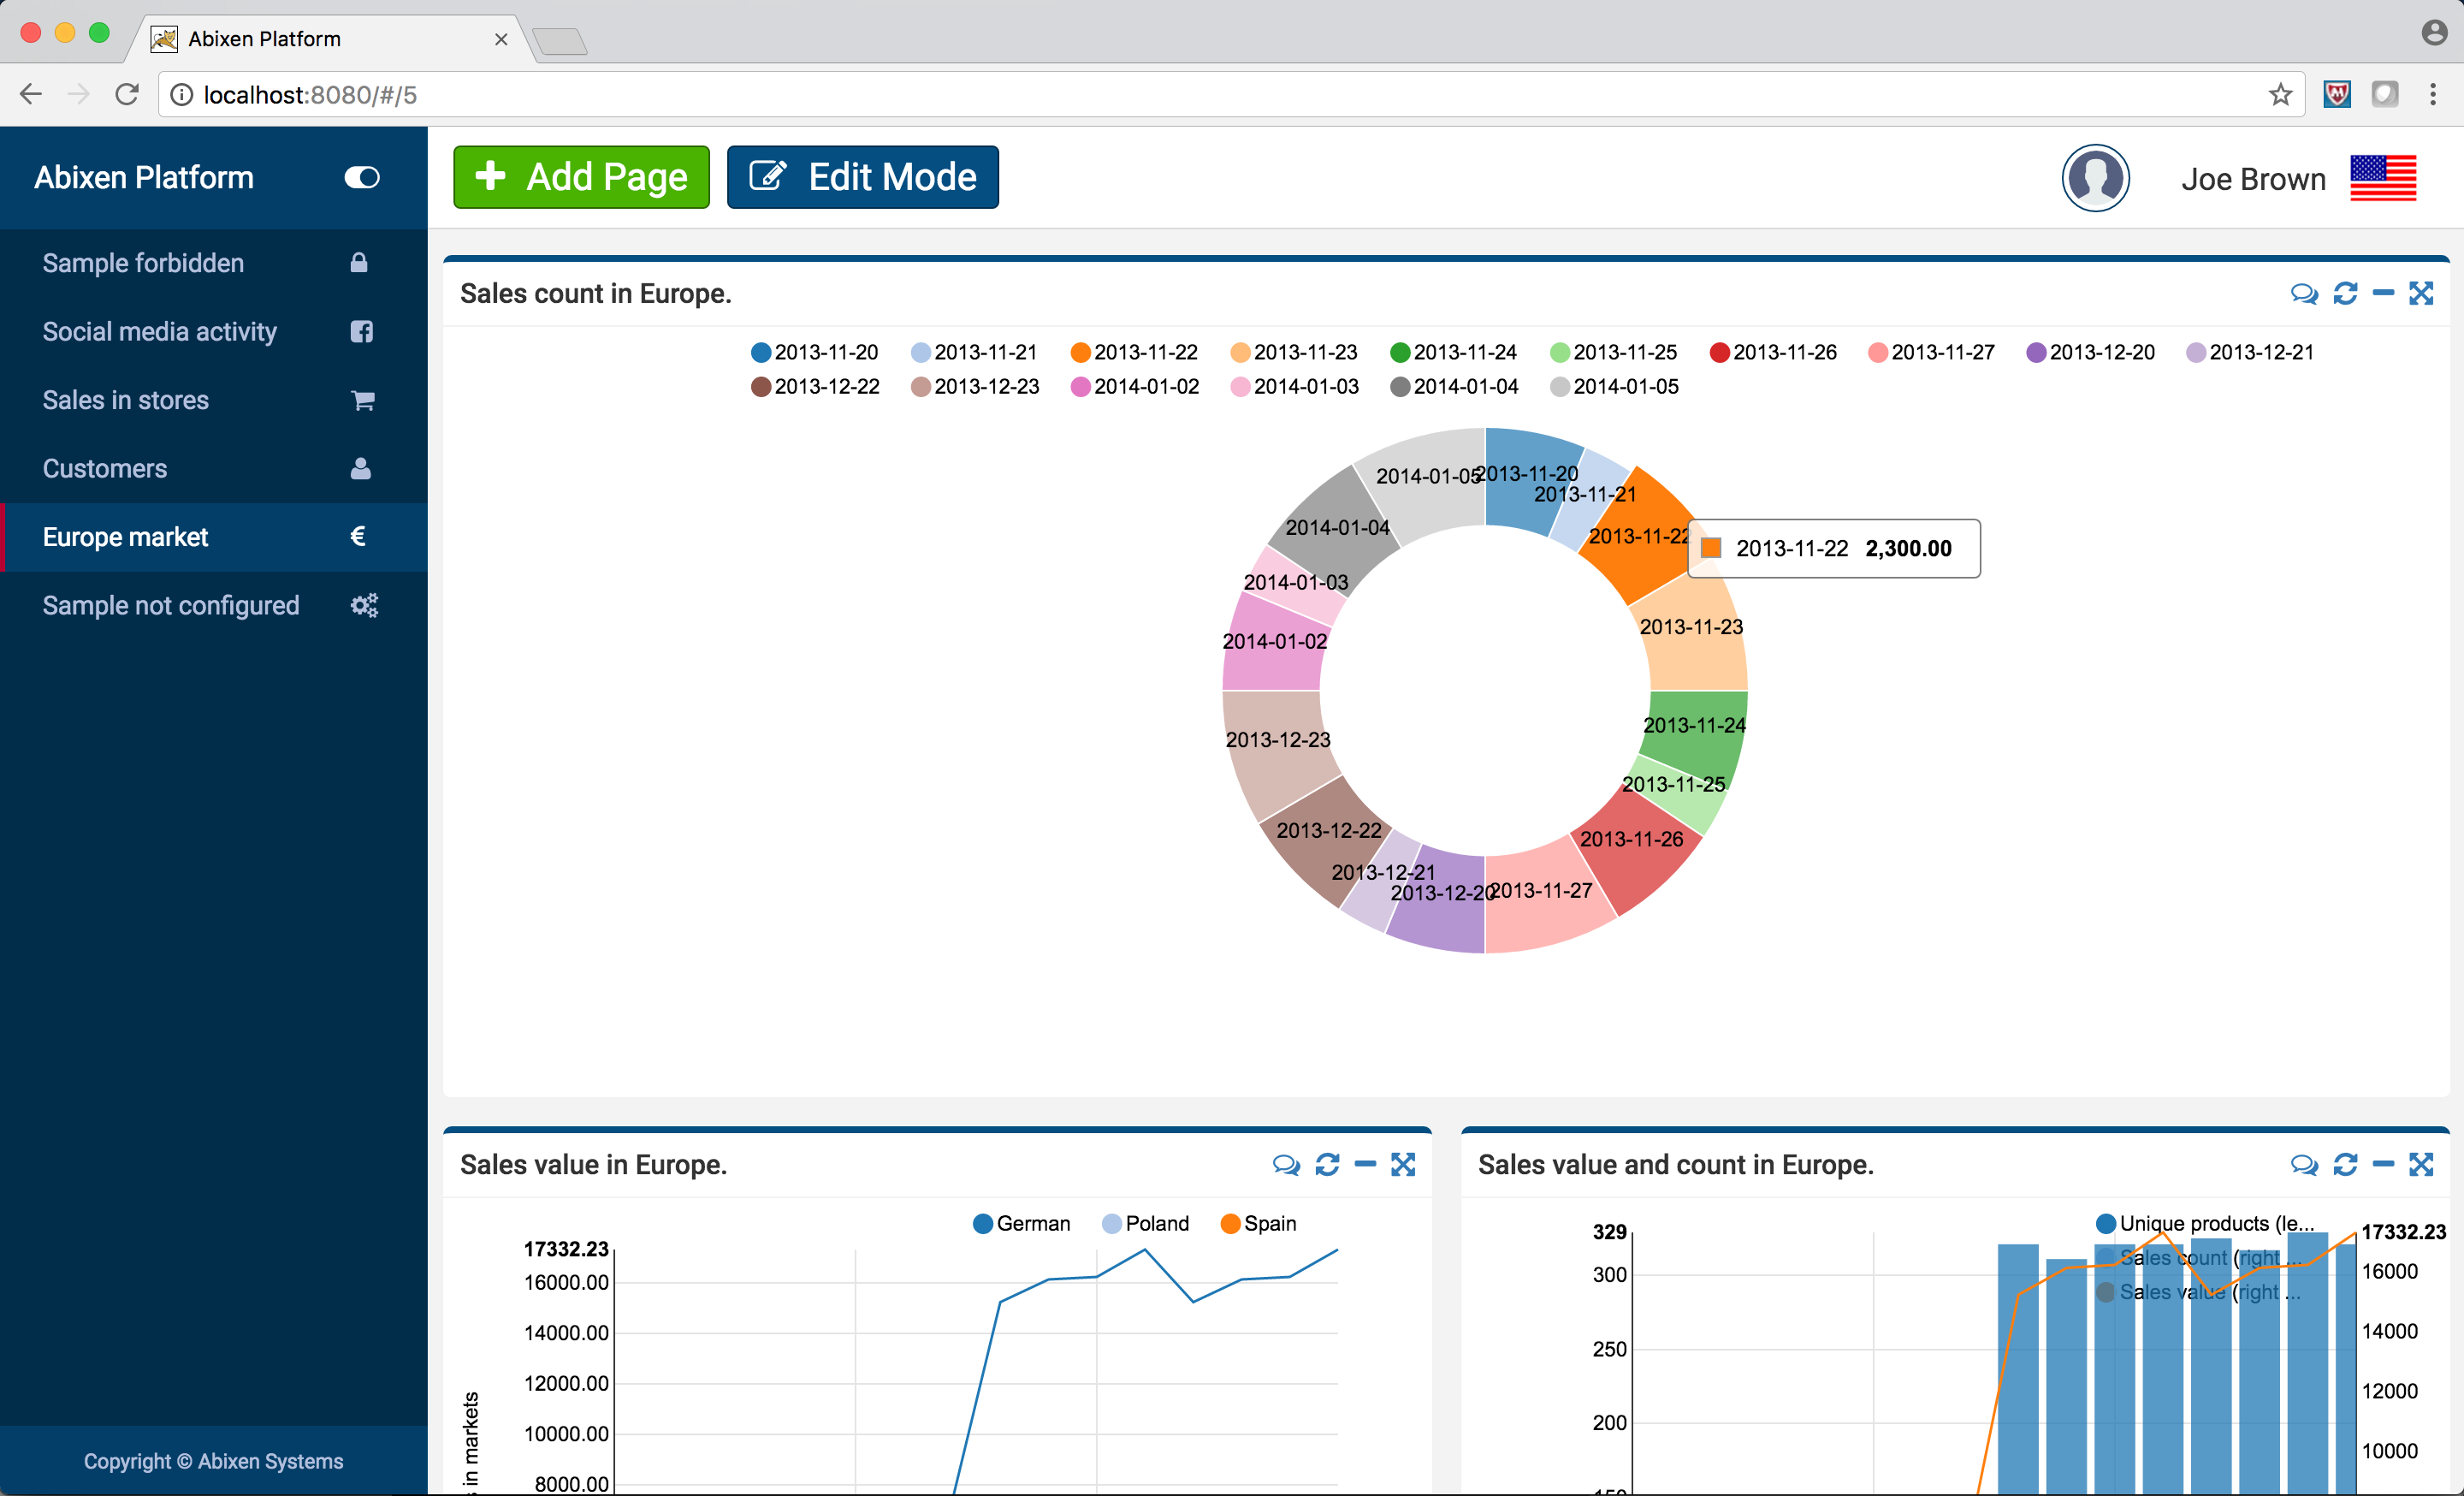 Abixen Platform
localhost:8080/#/5
Abixen Platform
Add Page
Edit Mode
Joe Brown
Sample forbidden
Social media activity
Sales in stores
Customers
Europe market
Sample not configured
Copyright © Abixen Systems
Sales count in Europe.
2013-11-20 2013-11-21 2013-11-22 2013-11-23 2013-11-24 2013-11-25 2013-11-26 2013-11-27 2013-12-20 2013-12-21
2013-12-22 2013-12-23 2014-01-02 2014-01-03 2014-01-04 2014-01-05
2014-01-05
2013-11-20
2013-11-21
2014-01-04
2013-11-22
2013-11-22 2,300.00
2014-01-03
2013-11-23
2014-01-02
2013-11-24
2013-12-23
2013-11-25
2013-12-22
2013-11-26
2013-12-21
2013-12-20
2013-11-27
Sales value in Europe.
German Poland Spain
17332.23
16000.00
14000.00
12000.00
10000.00
8000.00
in markets
Sales value and count in Europe.
Unique products (le...
Sales count (right ...
Sales value (right ...
329
300
250
200
150
17332.23
16000
14000
12000
10000